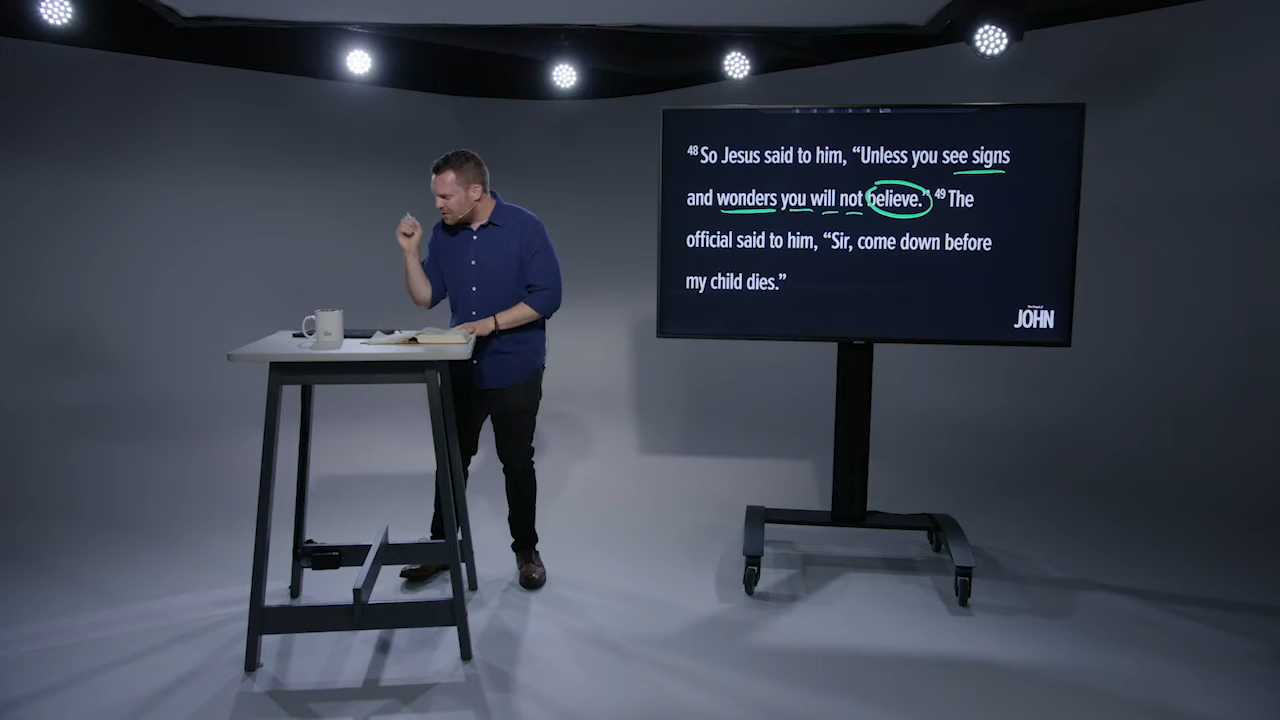 48 So Jesus said to him, “Unless you see signs
and wonders you will not believe.” 49 The
official said to him, “Sir, come down before
my child dies.”
JOHN